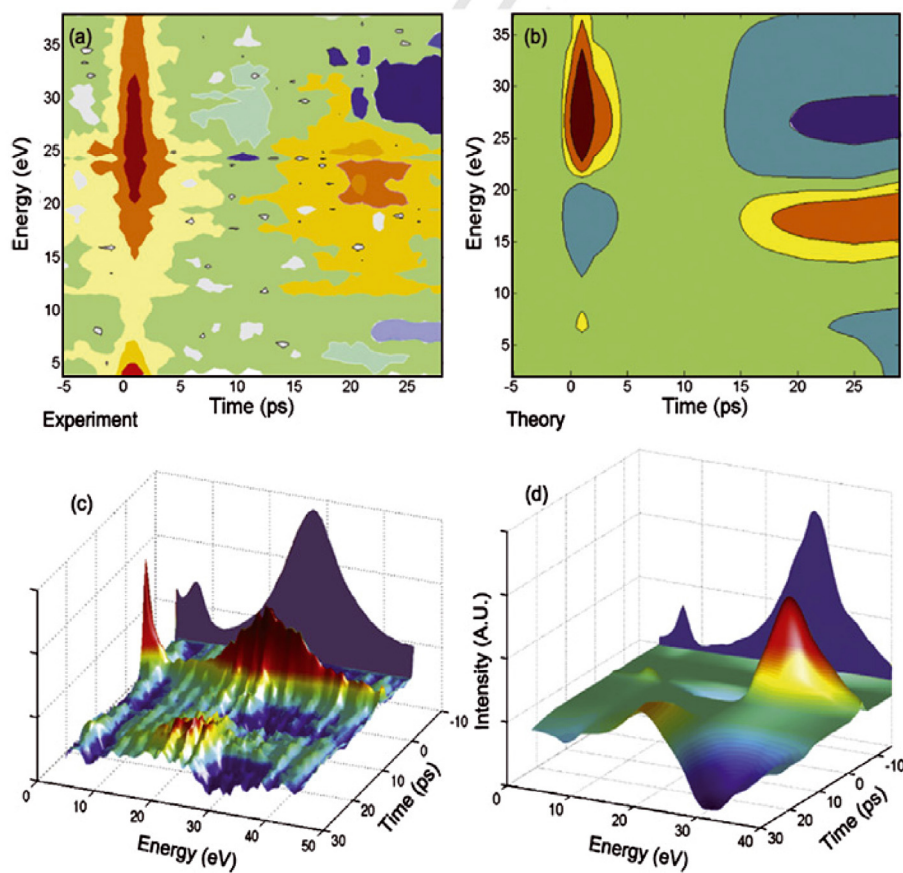 (a)
(b)
35
30
25
20
15
10
5
Energy (eV)
-5 0 5 10 15 20 25
Time (ps)
Experiment
35
30
25
20
15
10
5
Energy (eV)
-5 0 5 10 15 20 25
Time (ps)
Theory
(c)
0 10 20 30 40 50
Energy (eV)
-10 0 10 20 30
Time (ps)
(d)
Intensity (A.U.)
0 10 20 30 40
Energy (eV)
-10 0 10 20 30
Time (ps)